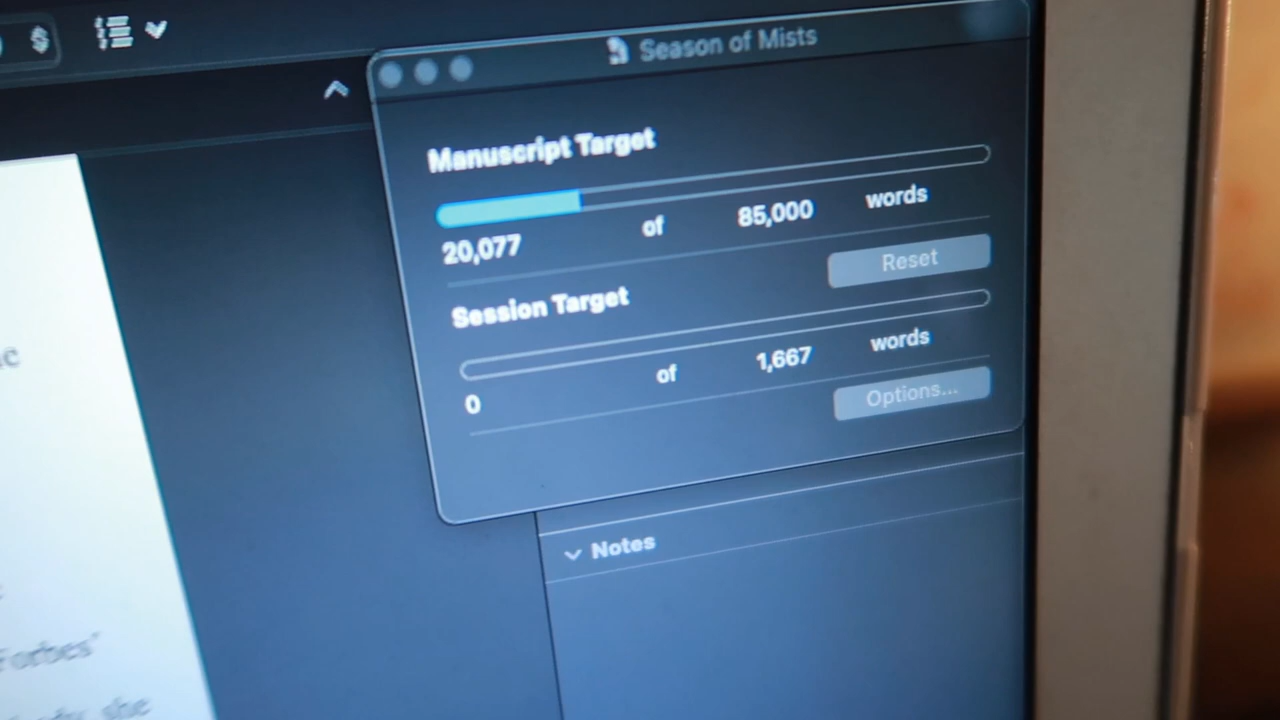 $
Season of Mists
Manuscript Target
20,077 of 85,000 words
Reset
Session Target
0 of 1,667 words
Options...
Notes
Forbes'
she